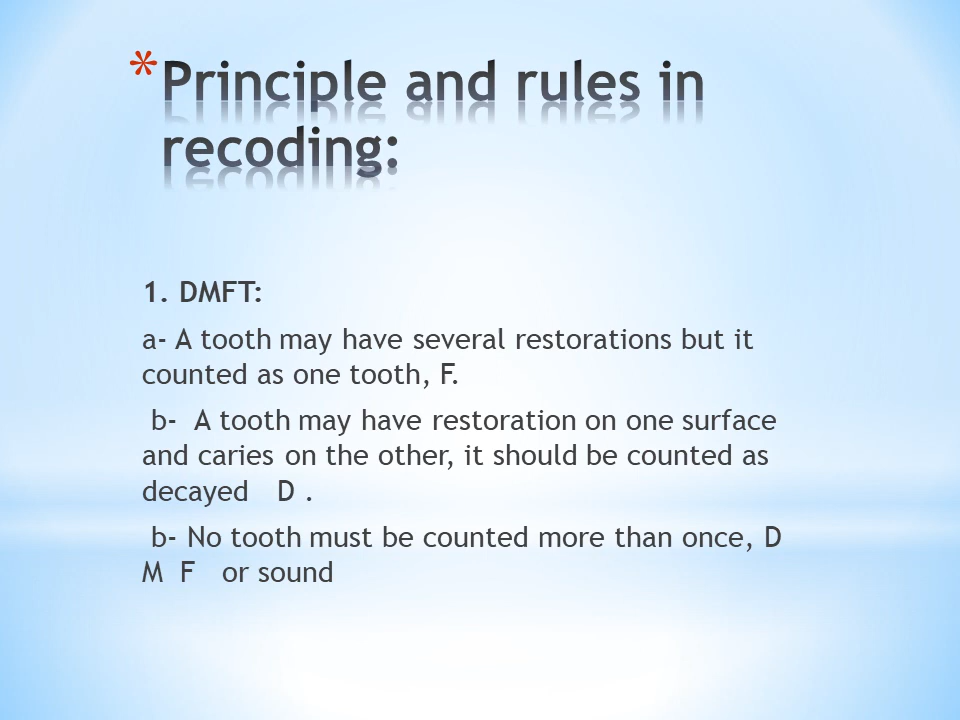 *Principle and rules in
recoding:
1. DMFT:
a- A tooth may have several restorations but it
counted as one tooth, F.
b- A tooth may have restoration on one surface
and caries on the other, it should be counted as
decayed D .
b- No tooth must be counted more than once, D
M F or sound